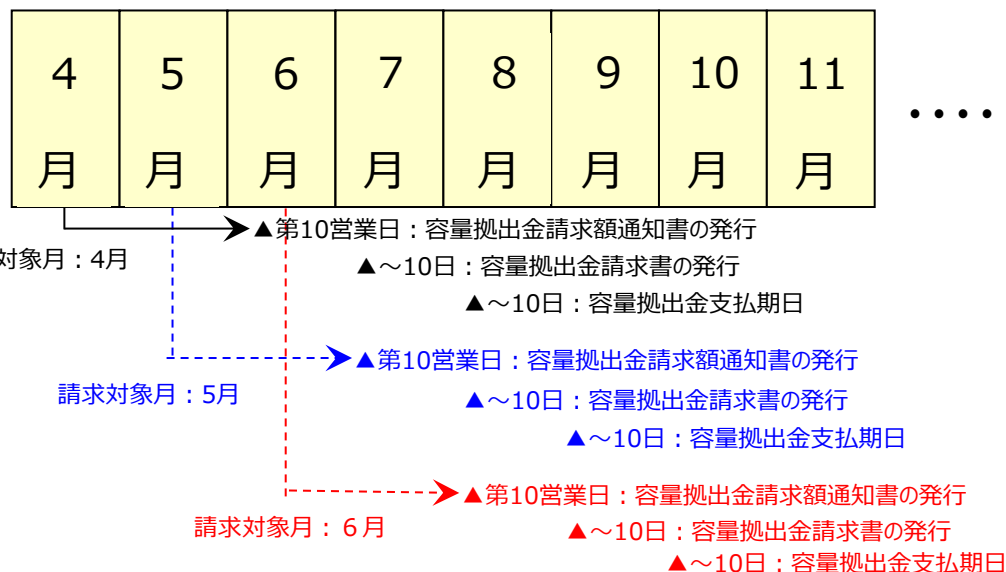 4月 5月 6月 7月 8月 9月 10月 11月 ････
▲第10営業日：容量拠出金請求額通知書の発行
対象月：4月
▲～10日：容量拠出金請求書の発行
▲～10日：容量拠出金支払期日
▲第10営業日：容量拠出金請求額通知書の発行
請求対象月：5月
▲～10日：容量拠出金請求書の発行
▲～10日：容量拠出金支払期日
▲第10営業日：容量拠出金請求額通知書の発行
請求対象月：６月
▲～10日：容量拠出金請求書の発行
▲～10日：容量拠出金支払期日